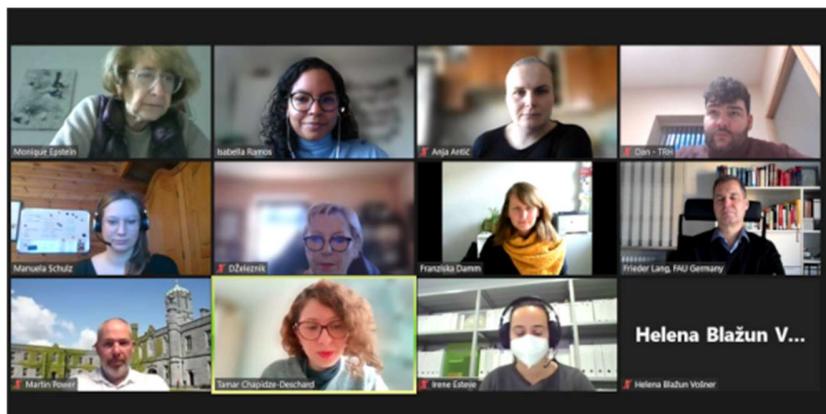 Monique Epstein
Isabella Ramos
Anja Antić
Dan - TRH
Manuela Schulz
DŽeleznik
Franziska Damm
Frieder Lang, FAU Germany
Martin Power
Tamar Chapidze-Deschard
Irene Esteje
Helena Blažun V...
Helena Blažun Vošner